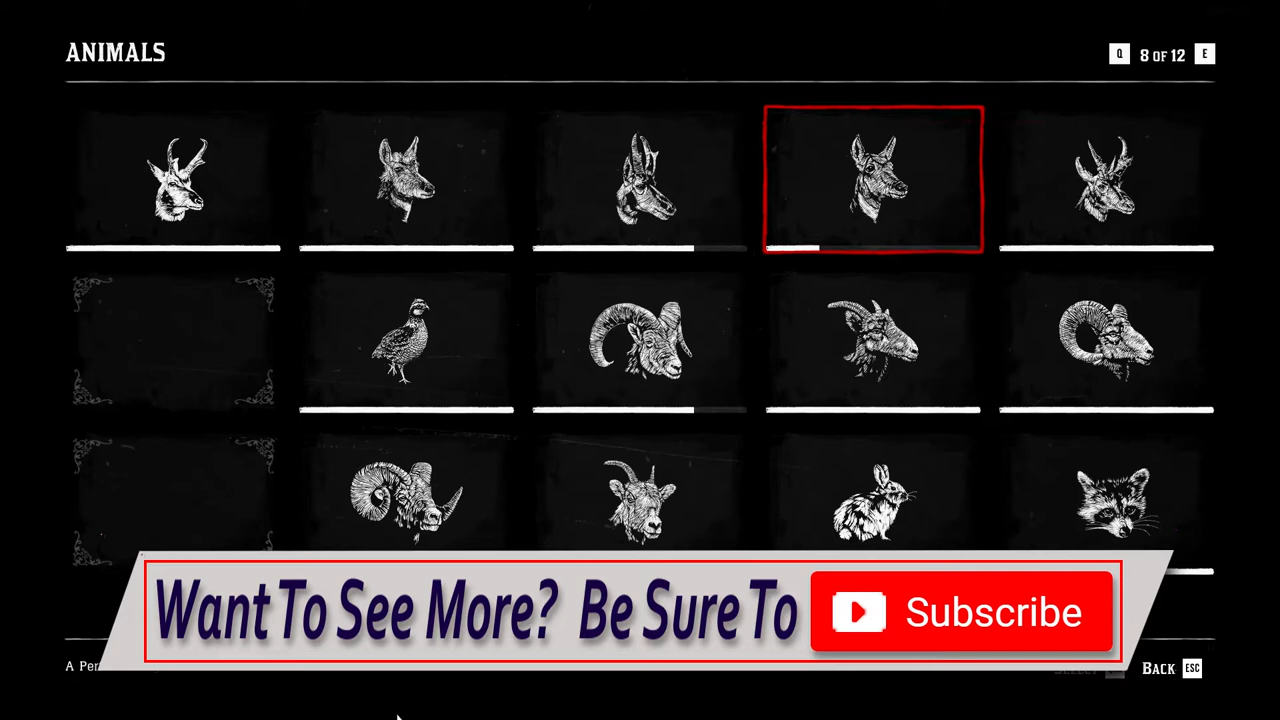 ANIMALS
Q 8 OF 12 E
Want To See More? Be Sure To Subscribe
A
BACK ESC